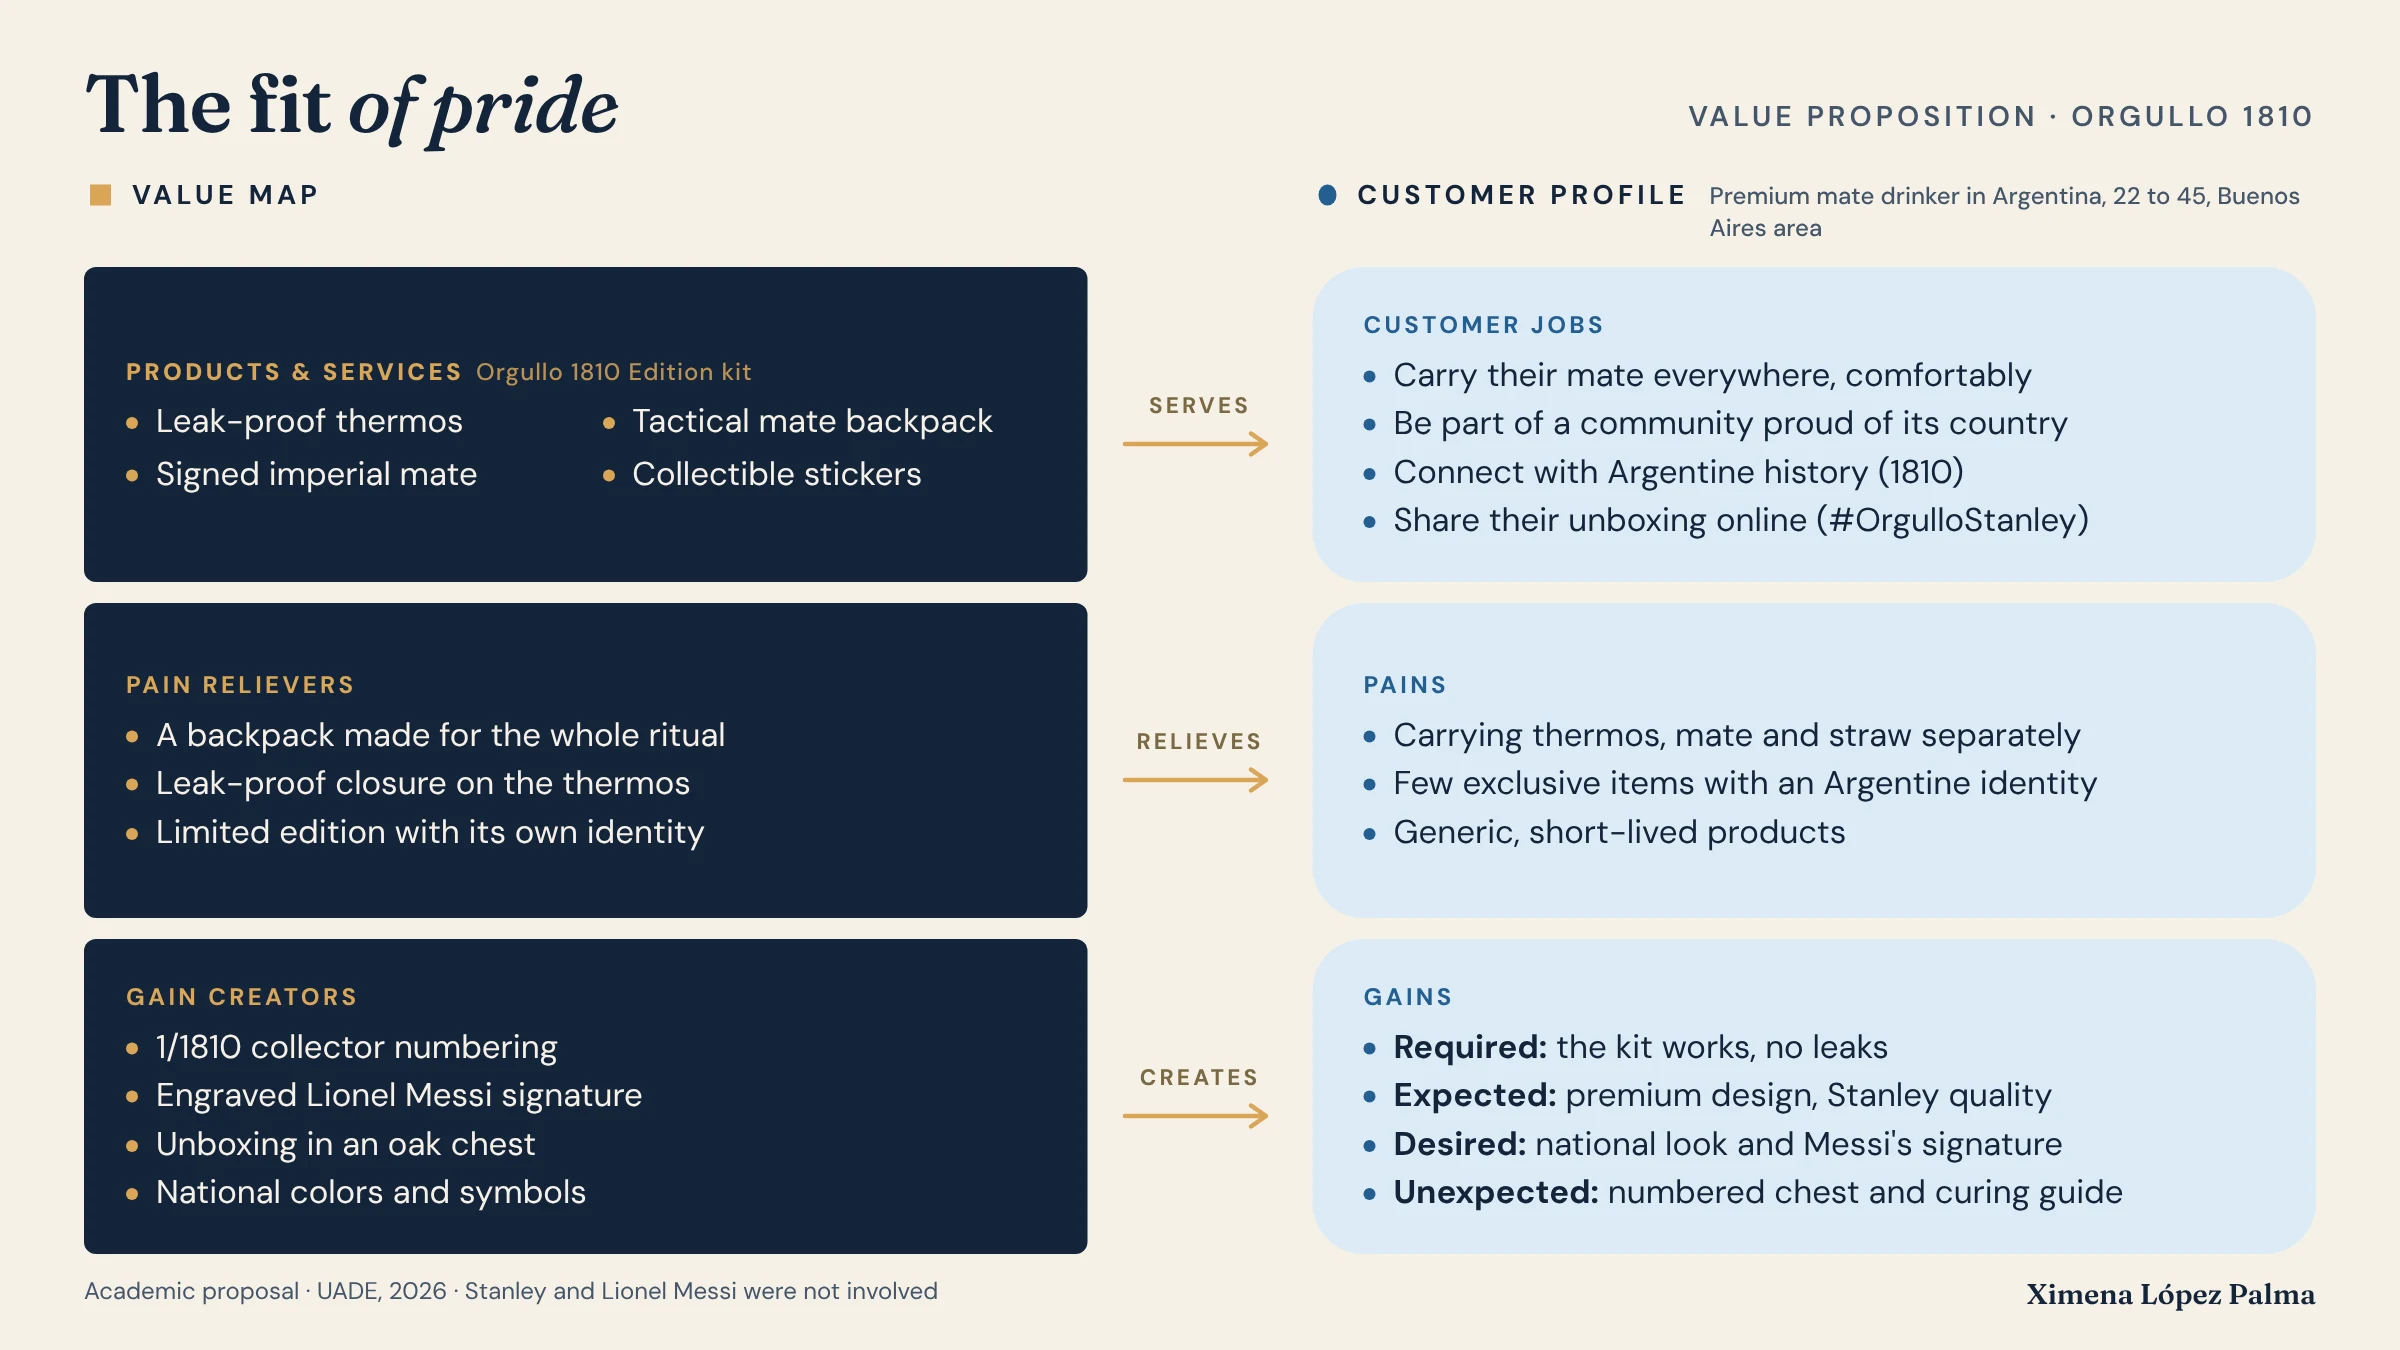 The fit of pride
VALUE PROPOSITION · ORGULLO 1810
VALUE MAP
PRODUCTS & SERVICES Orgullo 1810 Edition kit
Leak-proof thermos
Tactical mate backpack
Signed imperial mate
Collectible stickers
PAIN RELIEVERS
A backpack made for the whole ritual
Leak-proof closure on the thermos
Limited edition with its own identity
GAIN CREATORS
1/1810 collector numbering
Engraved Lionel Messi signature
Unboxing in an oak chest
National colors and symbols
SERVES
RELIEVES
CREATES
CUSTOMER PROFILE Premium mate drinker in Argentina, 22 to 45, Buenos
Aires area
CUSTOMER JOBS
Carry their mate everywhere, comfortably
Be part of a community proud of its country
Connect with Argentine history (1810)
Share their unboxing online (#OrgulloStanley)
PAINS
Carrying thermos, mate and straw separately
Few exclusive items with an Argentine identity
Generic, short-lived products
GAINS
Required: the kit works, no leaks
Expected: premium design, Stanley quality
Desired: national look and Messi's signature
Unexpected: numbered chest and curing guide
Academic proposal · UADE, 2026 · Stanley and Lionel Messi were not involved
Ximena López Palma